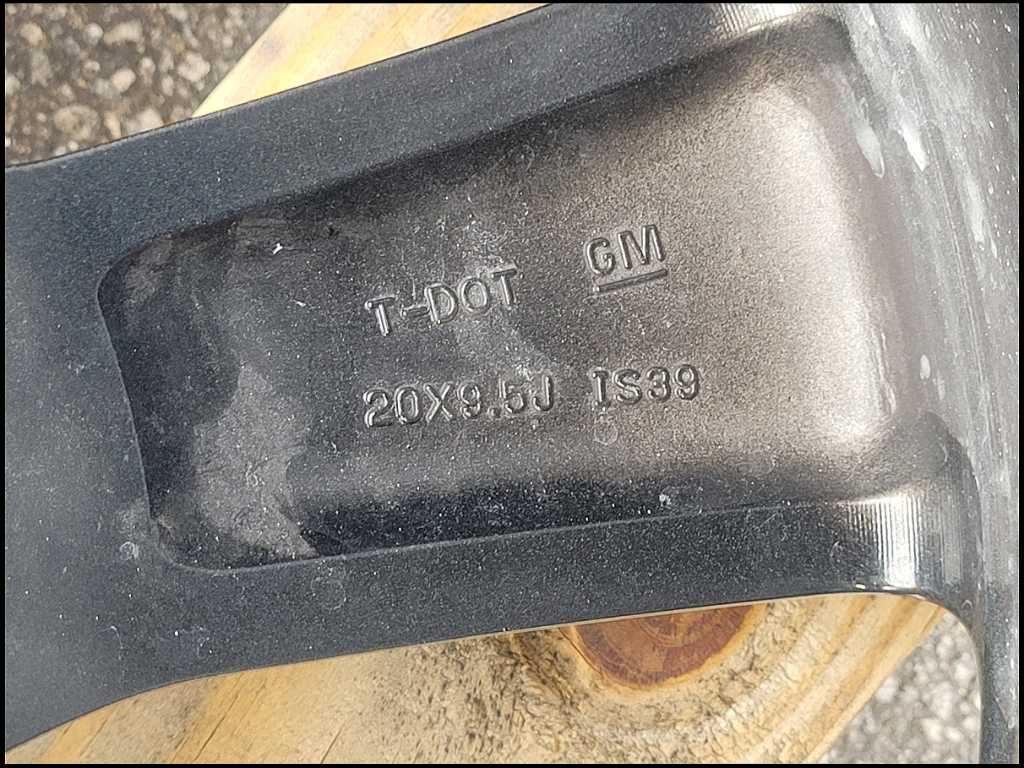 T-DOT GM
20X9.5J IS39